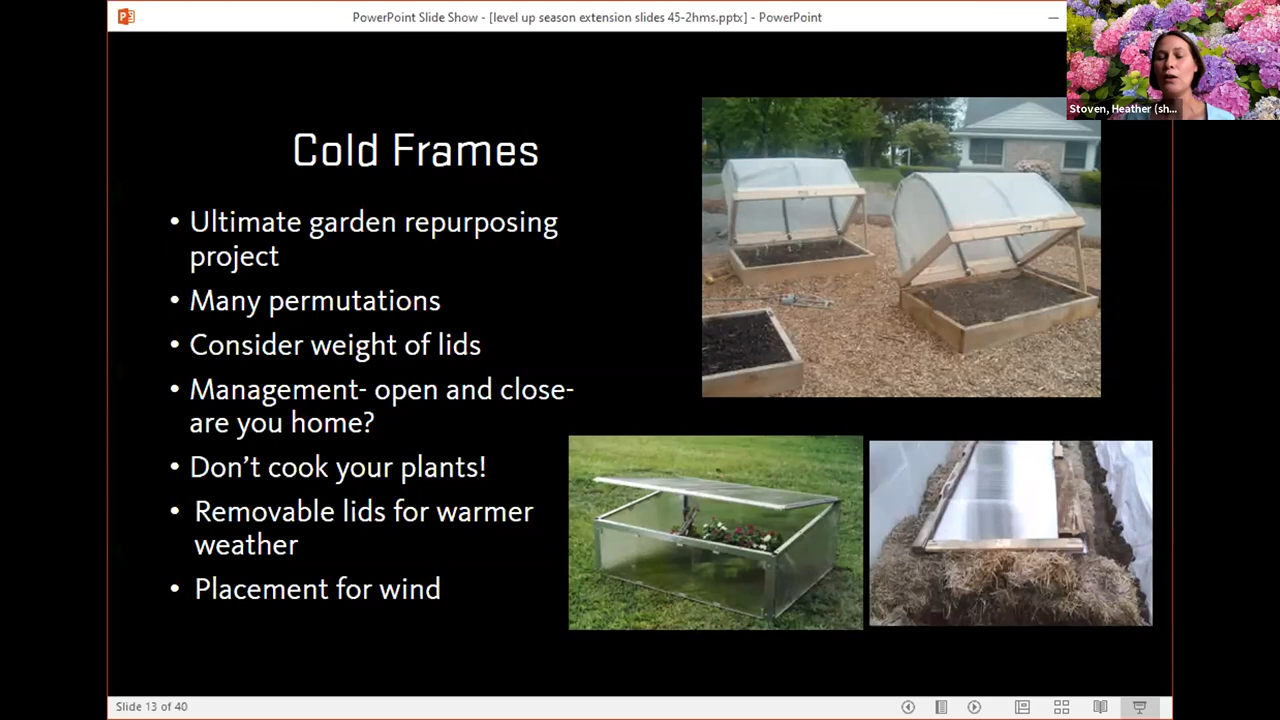 PowerPoint Slide Show - [level up season extension slides 45-2hms.pptx] - PowerPoint
Stoven, Heather (sh...
Cold Frames
• Ultimate garden repurposing
project
• Many permutations
• Consider weight of lids
• Management- open and close-
are you home?
• Don't cook your plants!
• Removable lids for warmer
weather
• Placement for wind
Slide 13 of 40